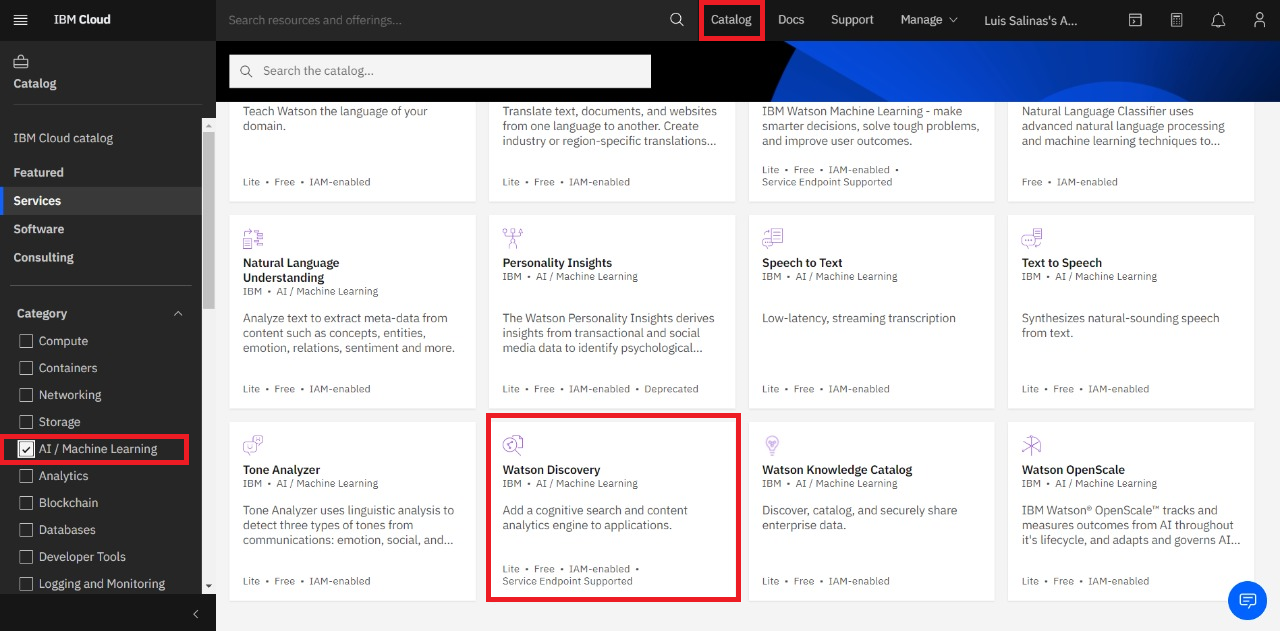 IBM Cloud
Search resources and offerings...
Catalog
Docs
Support
Manage
Luis Salinas's A...
Catalog
IBM Cloud catalog
Featured
Services
Software
Consulting
Category
Compute
Containers
Networking
Storage
AI / Machine Learning
Analytics
Blockchain
Databases
Developer Tools
Logging and Monitoring
Search the catalog...
Teach Watson the language of your
domain.
Lite • Free • IAM-enabled
Translate text, documents, and websites
from one language to another. Create
industry or region-specific translations...
Lite • Free • IAM-enabled
IBM Watson Machine Learning - make
smarter decisions, solve tough problems,
and improve user outcomes.
Lite • Free • IAM-enabled •
Service Endpoint Supported
Natural Language Classifier uses
advanced natural language processing
and machine learning techniques to...
Free • IAM-enabled
Natural Language
Understanding
IBM • AI / Machine Learning
Analyze text to extract meta-data from
content such as concepts, entities,
emotion, relations, sentiment and more.
Lite • Free • IAM-enabled
Personality Insights
IBM • AI / Machine Learning
The Watson Personality Insights derives
insights from transactional and social
media data to identify psychological...
Lite • Free • IAM-enabled • Deprecated
Speech to Text
IBM • AI / Machine Learning
Low-latency, streaming transcription
Lite • Free • IAM-enabled
Text to Speech
IBM • AI / Machine Learning
Synthesizes natural-sounding speech
from text.
Lite • Free • IAM-enabled
Tone Analyzer
IBM • AI / Machine Learning
Tone Analyzer uses linguistic analysis to
detect three types of tones from
communications: emotion, social, and...
Lite • Free • IAM-enabled
Watson Discovery
IBM • AI / Machine Learning
Add a cognitive search and content
analytics engine to applications.
Lite • Free • IAM-enabled •
Service Endpoint Supported
Watson Knowledge Catalog
IBM • AI / Machine Learning
Discover, catalog, and securely share
enterprise data.
Lite • Free • IAM-enabled
Watson OpenScale
IBM • AI / Machine Learning
IBM Watson® OpenScale™ tracks and
measures outcomes from AI throughout
it's lifecycle, and adapts and governs AI...
Lite • Free • IAM-enabled